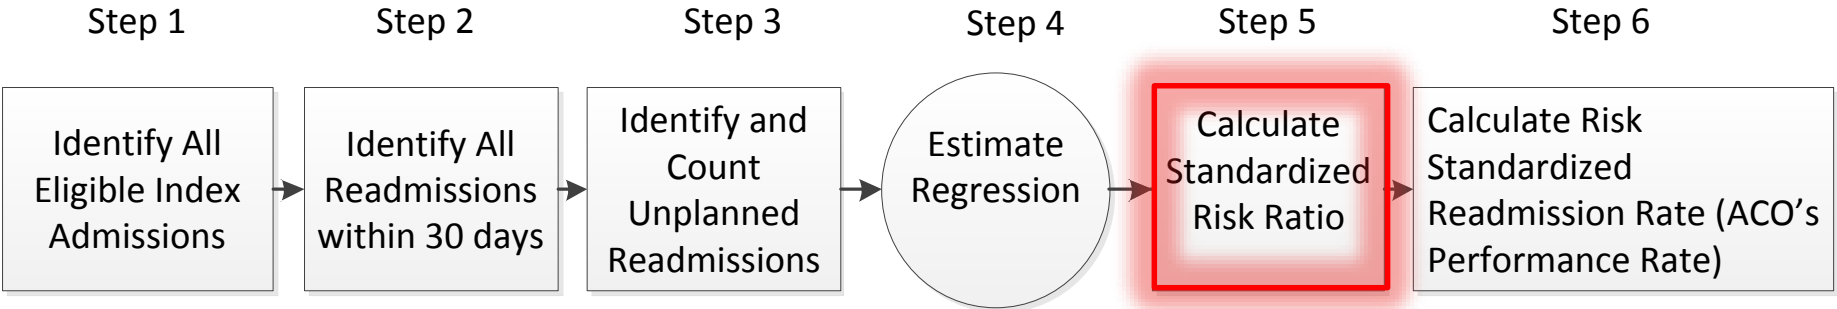 Step 1
Step 2
Step 3
Step 4
Step 5
Step 6
Identify All
Eligible Index
Admissions
Identify All
Readmissions
within 30 days
Identify and
Count
Unplanned
Readmissions
Estimate
Regression
Calculate
Standardized
Risk Ratio
Calculate Risk
Standardized
Readmission Rate (ACO’s
Performance Rate)